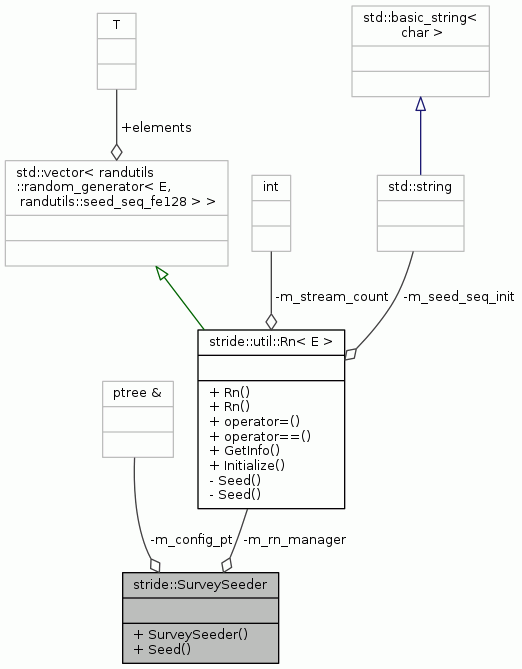 T
std::basic_string<
char >
+elements
std::vector< randutils
::random_generator< E,
randutils::seed_seq_fe128 > >
int
std::string
-m_stream_count
-m_seed_seq_init
stride::util::Rn< E >
+ Rn()
+ Rn()
+ operator=()
+ operator==()
+ GetInfo()
+ Initialize()
- Seed()
- Seed()
ptree &
-m_config_pt
-m_rn_manager
stride::SurveySeeder
+ SurveySeeder()
+ Seed()